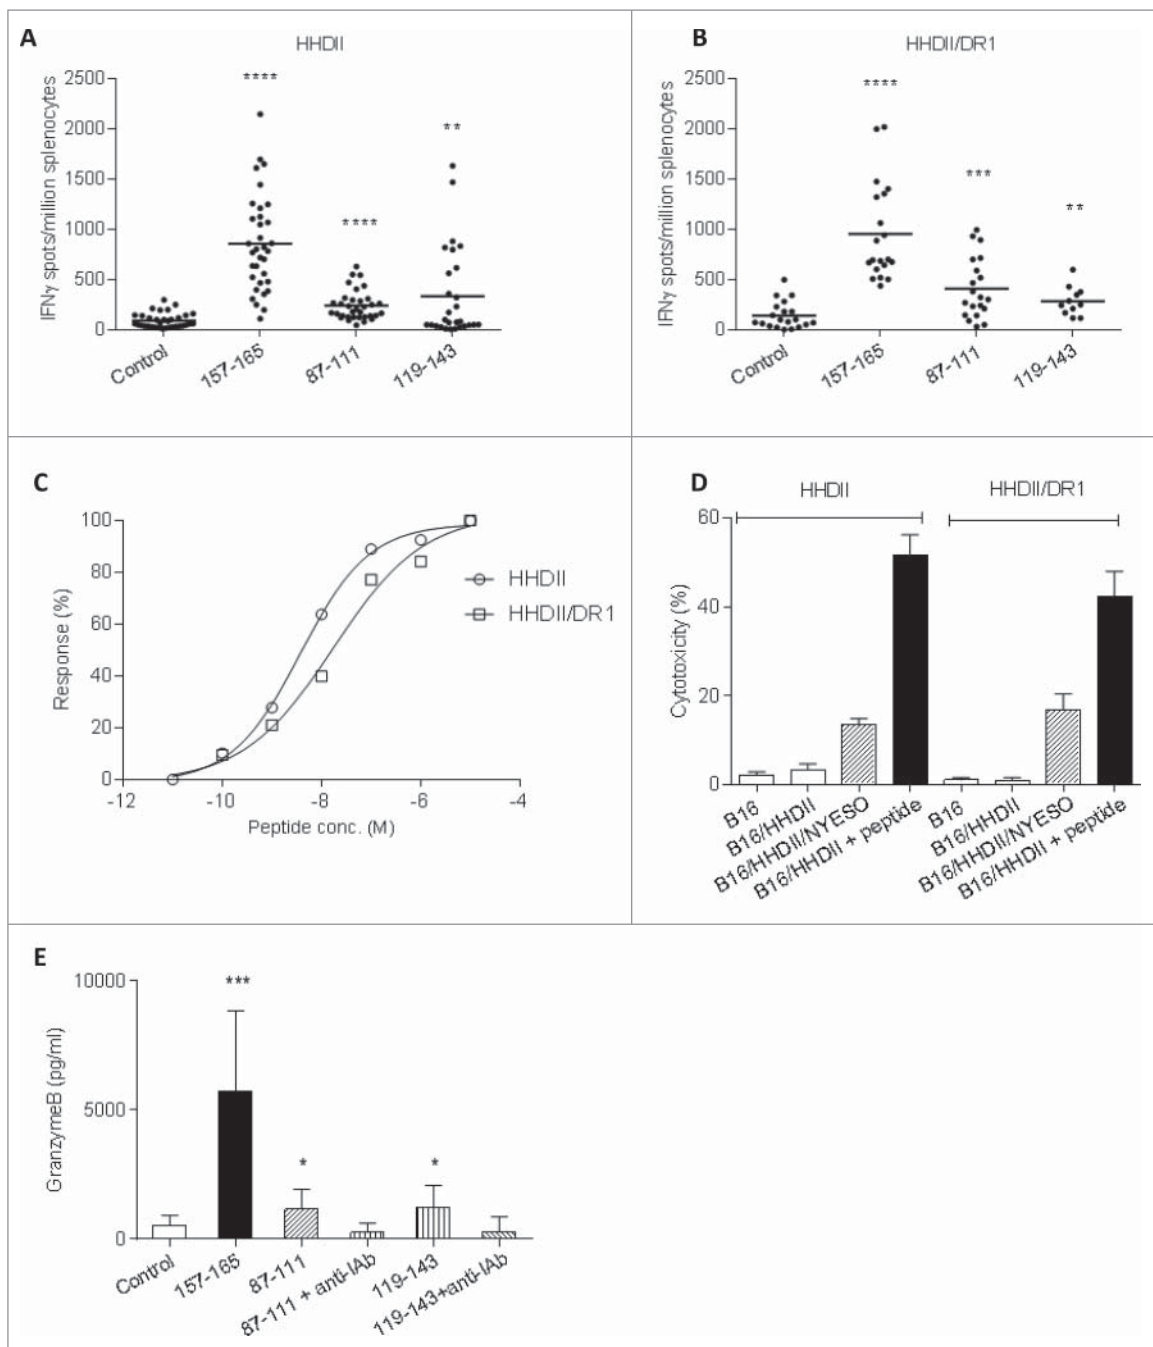 A
HHDII
IFNγ spots/million splenocytes
2500
2000
1500
1000
500
0
****
****
**
Control
157-165
87-111
119-143
B
HHDII/DR1
IFNγ spots/million splenocytes
2500
2000
1500
1000
500
0
****
***
**
Control
157-165
87-111
119-143
C
Response (%)
100
80
60
40
20
0
-12
-10
-8
-6
-4
Peptide conc. (M)
HHDII
HHDII/DR1
D
HHDII
HHDII/DR1
Cytotoxicity (%)
60
40
20
0
B16
B16/HHDII
B16/HHDII/NYESO
B16/HHDII + peptide
B16
B16/HHDII
B16/HHDII/NYESO
B16/HHDII + peptide
E
GranzymeB (pg/ml)
10000
5000
0
***
*
*
Control
157-165
87-111
87-111 + anti-IAb
119-143
119-143+anti-IAb